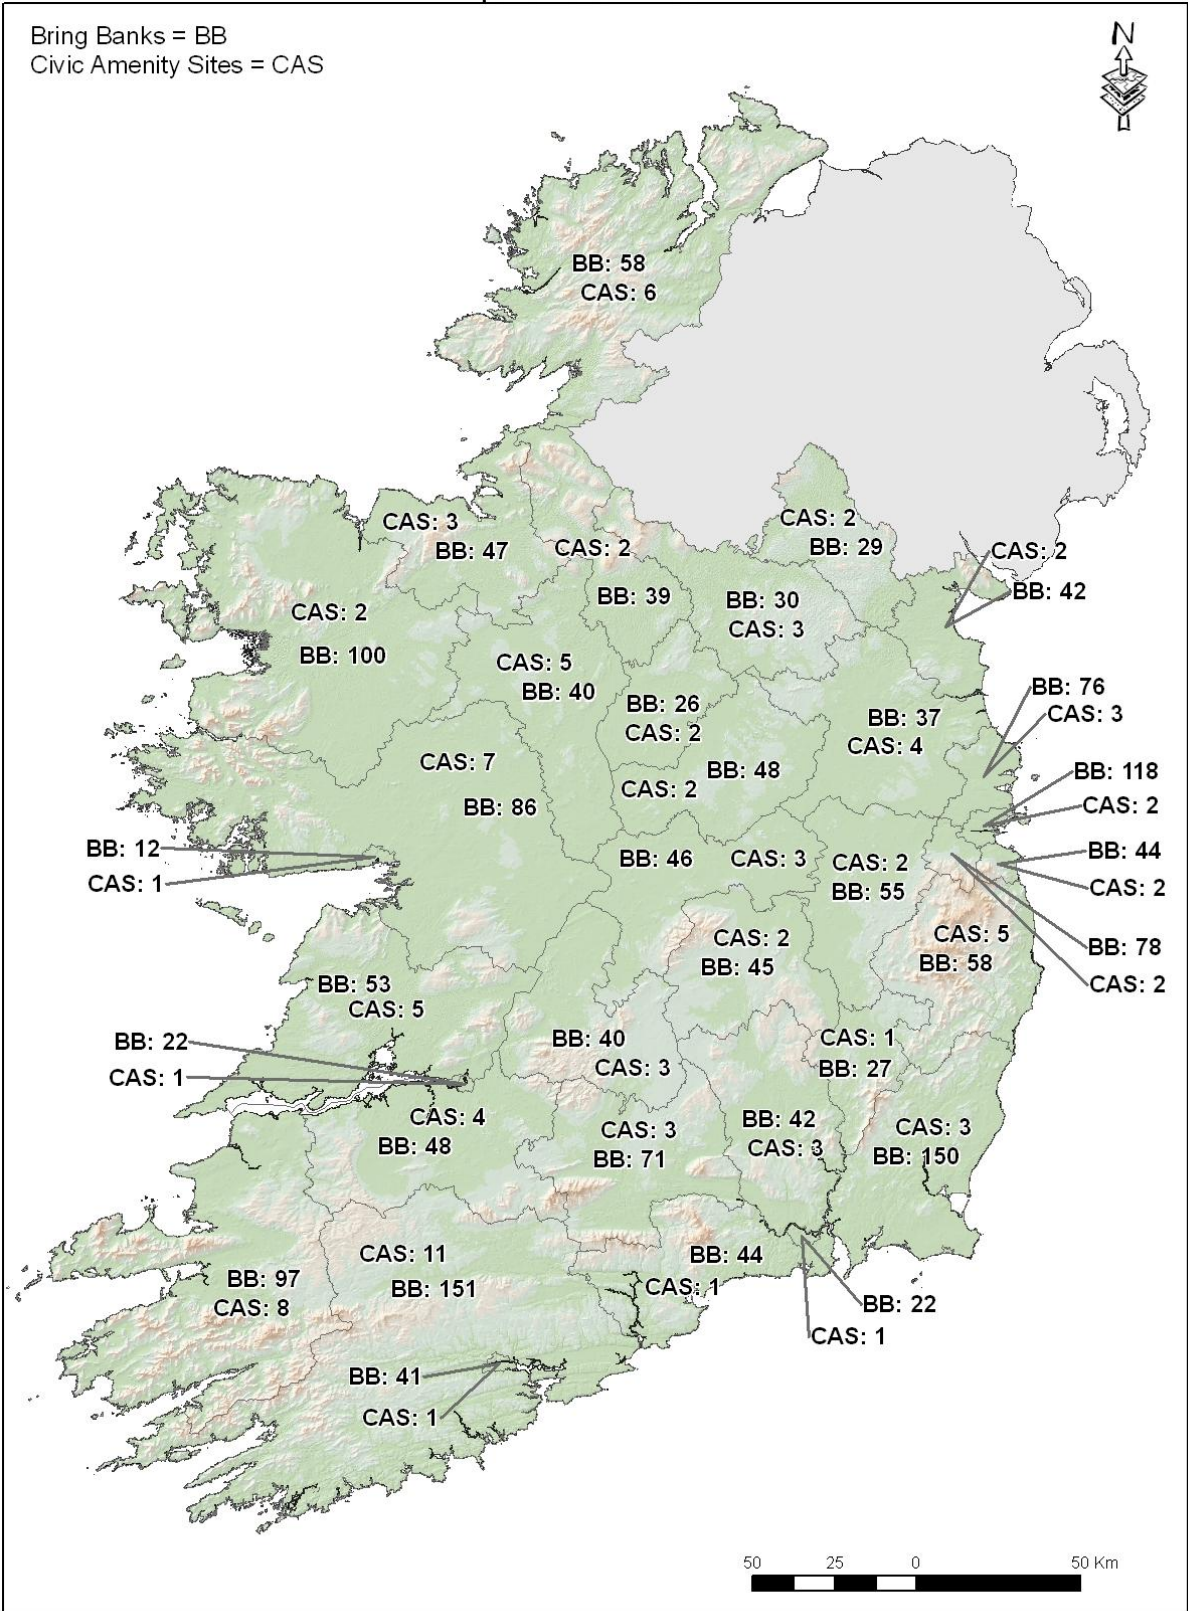 Bring Banks = BB
Civic Amenity Sites = CAS
N
BB: 58
CAS: 6
CAS: 3
BB: 47
CAS: 2
CAS: 2
BB: 29
CAS: 2
BB: 42
BB: 39
BB: 30
CAS: 3
CAS: 2
BB: 100
CAS: 5
BB: 40
BB: 26
CAS: 2
BB: 37
CAS: 4
BB: 76
CAS: 3
CAS: 7
BB: 86
CAS: 2
BB: 48
BB: 118
CAS: 2
BB: 12
CAS: 1
BB: 46
CAS: 3
CAS: 2
BB: 55
BB: 44
CAS: 2
CAS: 5
BB: 58
BB: 78
CAS: 2
CAS: 2
BB: 45
BB: 53
CAS: 5
BB: 22
CAS: 1
BB: 40
CAS: 3
CAS: 1
BB: 27
CAS: 4
BB: 48
CAS: 3
BB: 71
BB: 42
CAS: 3
CAS: 3
BB: 150
CAS: 11
BB: 151
BB: 97
CAS: 8
BB: 44
CAS: 1
BB: 22
CAS: 1
BB: 41
CAS: 1
50 25 0 50 Km